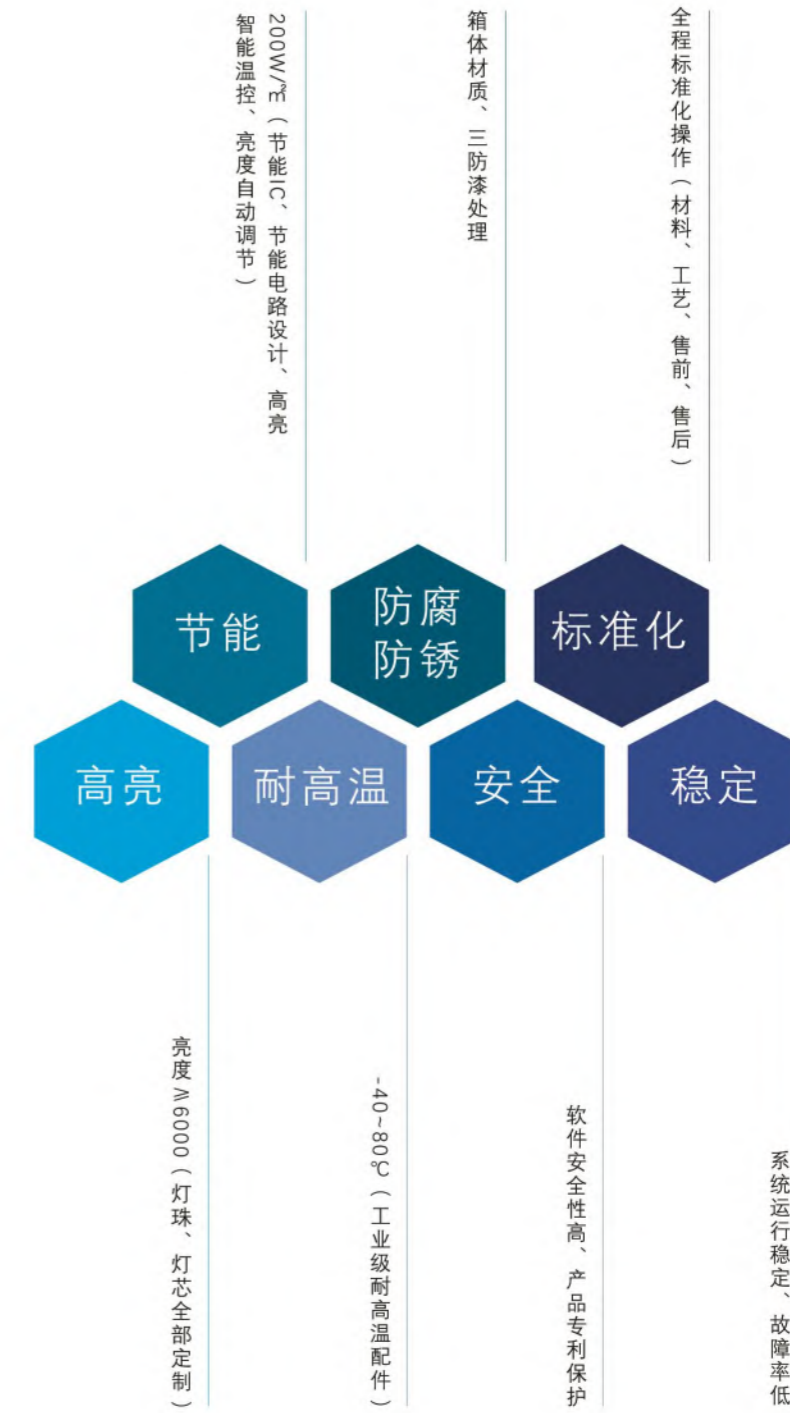 200W/㎡（节能IC、节能电路设计、高亮
智能温控、亮度自动调节）
箱体材质、三防漆处理
全程标准化操作（材料、工艺、售前、售后）
节能
防腐
防锈
标准化
高亮
耐高温
安全
稳定
亮度≥6000（灯珠、灯芯全部定制）
-40~80℃（工业级耐高温配件）
软件安全性高、产品专利保护
系统运行稳定、故障率低